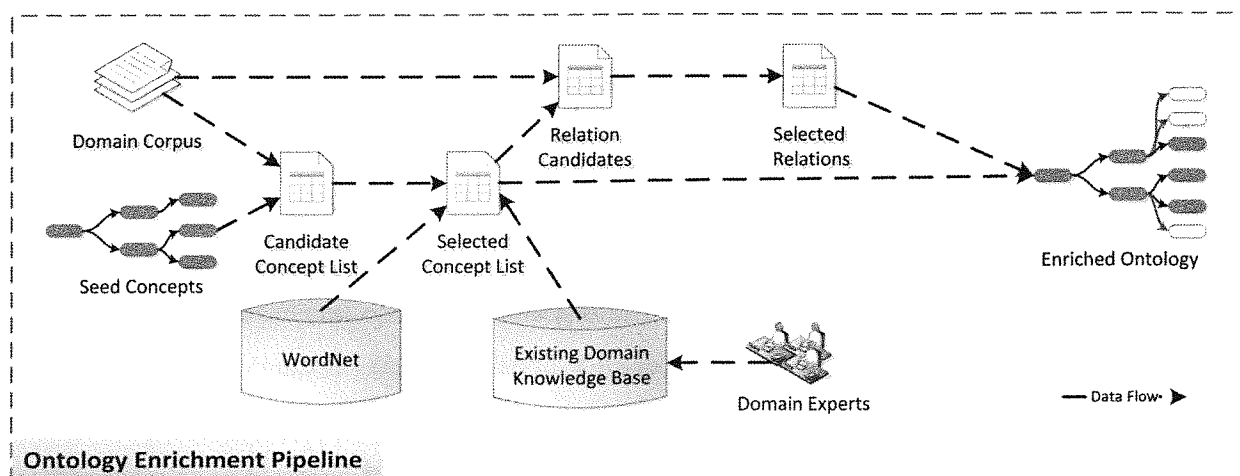 Domain Corpus
Relation
Candidates
Selected
Relations
Seed Concepts
Candidate
Concept List
Selected
Concept List
Enriched Ontology
WordNet
Existing Domain
Knowledge Base
Domain Experts
Data Flow
Ontology Enrichment Pipeline